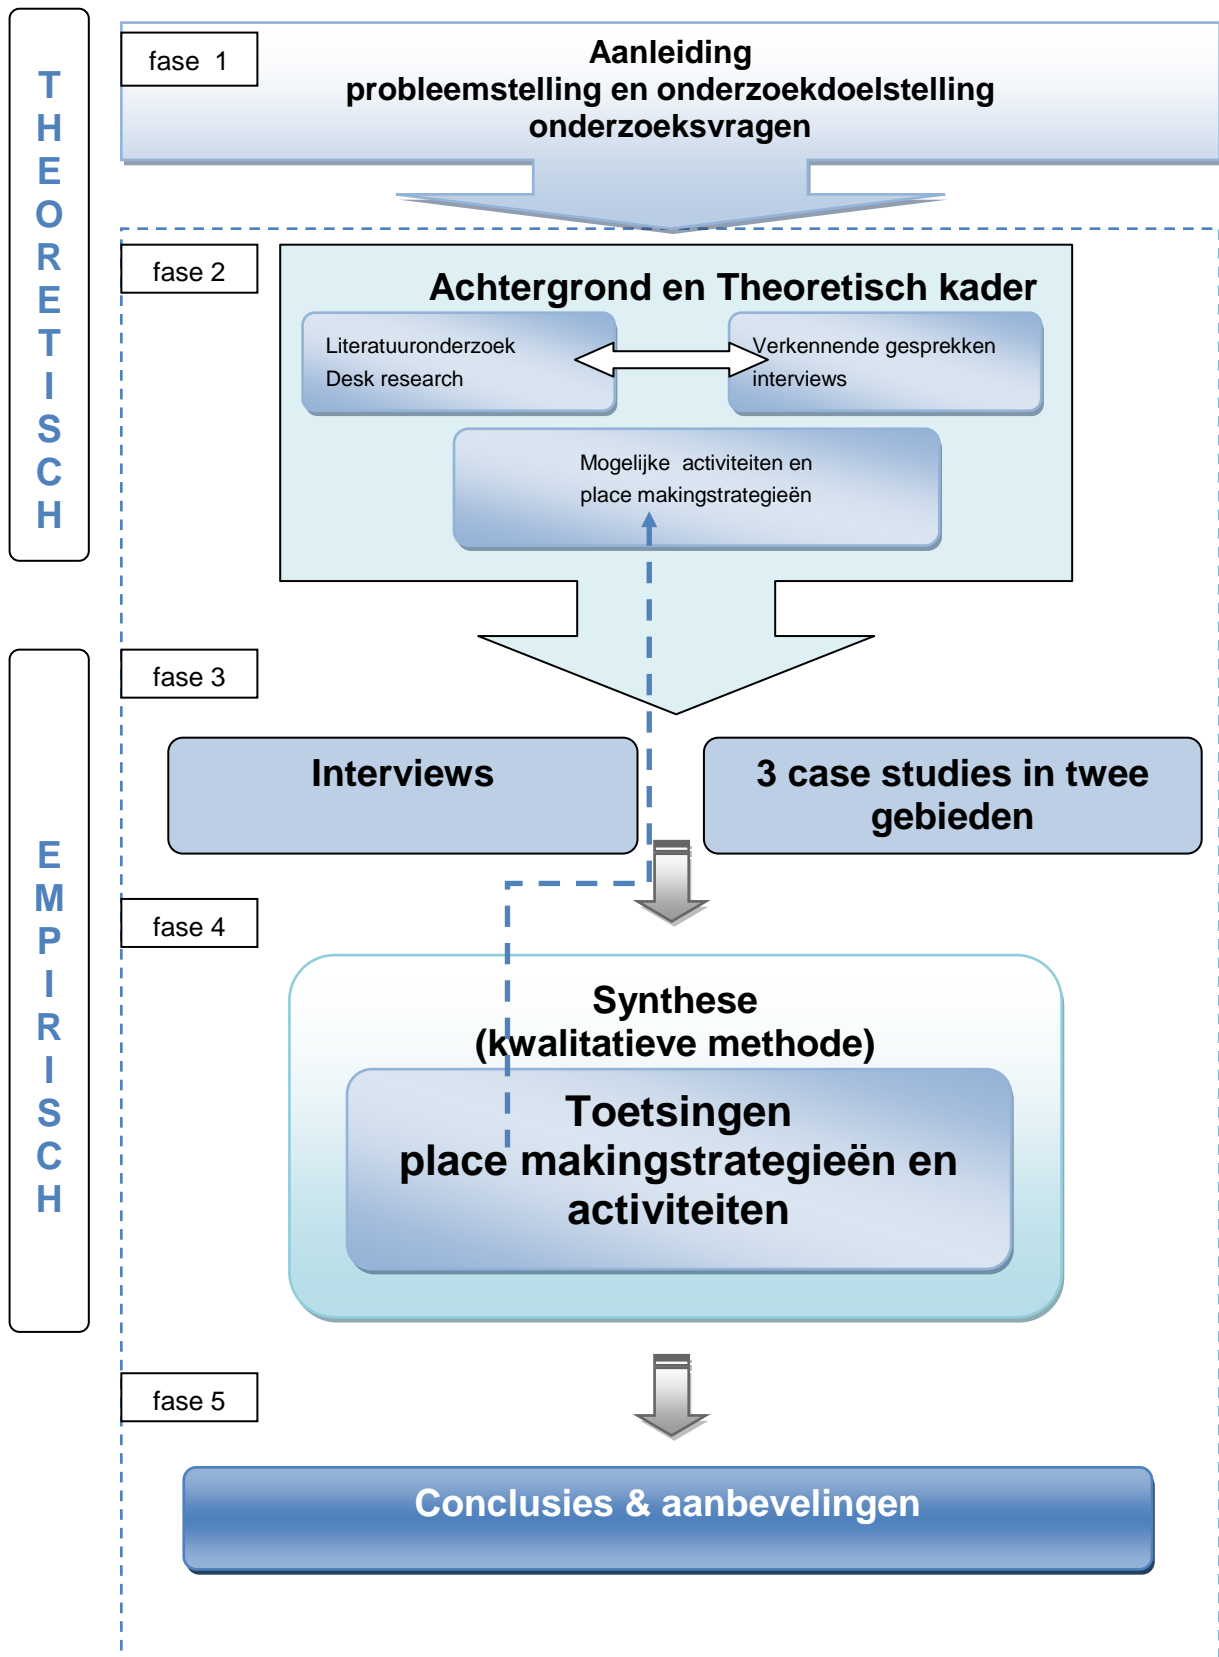 THEORETISCH
fase 1
Aanleiding
probleemstelling en onderzoekdoelstelling
onderzoeksvragen
fase 2
Achtergrond en Theoretisch kader
Literatuuronderzoek
Desk research
Verkennende gesprekken
interviews
Mogelijke activiteiten en
place makingstrategieën
EMPIRISCH
fase 3
Interviews
3 case studies in twee
gebieden
fase 4
Synthese
(kwalitatieve methode)
Toetsingen
place makingstrategieën en
activiteiten
fase 5
Conclusies & aanbevelingen